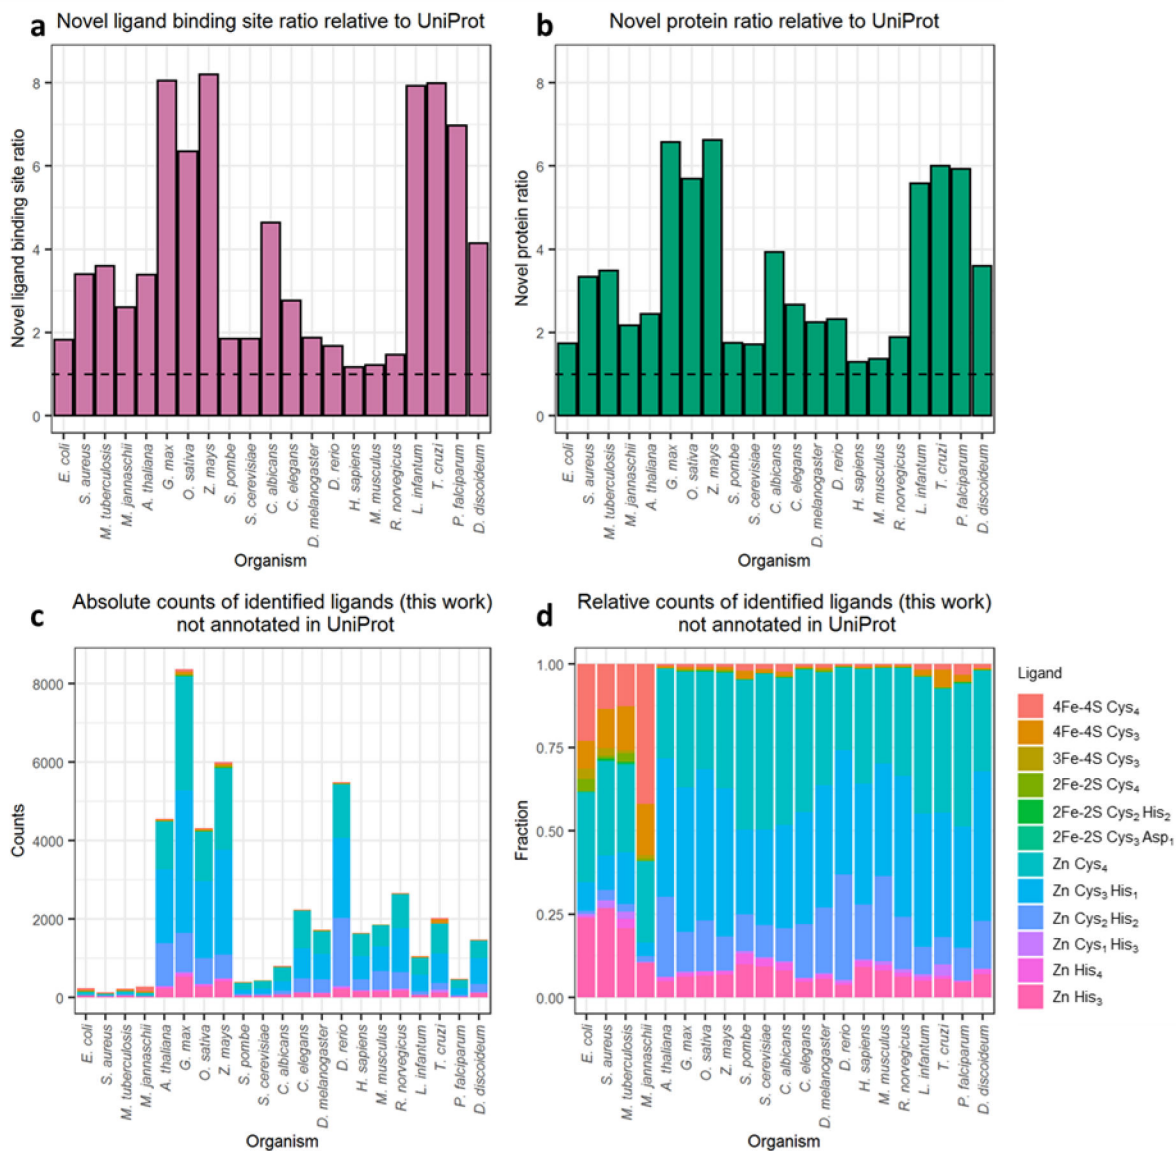 a Novel ligand binding site ratio relative to UniProt
Novel ligand binding site ratio
8
6
4
2
0
E. coli
S. aureus
M. tuberculosis
M. jannaschii
A. thaliana
G. max
O. sativa
Z. mays
S. pombe
S. cerevisiae
C. albicans
C. elegans
D. melanogaster
D. rerio
H. sapiens
M. musculus
R. norvegicus
L. infantum
T. cruzi
P. falciparum
D. discoideum
Organism
b Novel protein ratio relative to UniProt
Novel protein ratio
8
6
4
2
0
E. coli
S. aureus
M. tuberculosis
M. jannaschii
A. thaliana
G. max
O. sativa
Z. mays
S. pombe
S. cerevisiae
C. albicans
C. elegans
D. melanogaster
D. rerio
H. sapiens
M. musculus
R. norvegicus
L. infantum
T. cruzi
P. falciparum
D. discoideum
Organism
c Absolute counts of identified ligands (this work)
not annotated in UniProt
Counts
8000
6000
4000
2000
0
E. coli
S. aureus
M. tuberculosis
M. jannaschii
A. thaliana
G. max
O. sativa
Z. mays
S. pombe
S. cerevisiae
C. albicans
C. elegans
D. melanogaster
D. rerio
H. sapiens
M. musculus
R. norvegicus
L. infantum
T. cruzi
P. falciparum
D. discoideum
Organism
d Relative counts of identified ligands (this work)
not annotated in UniProt
Fraction
1.00
0.75
0.50
0.25
0.00
E. coli
S. aureus
M. tuberculosis
M. jannaschii
A. thaliana
G. max
O. sativa
Z. mays
S. pombe
S. cerevisiae
C. albicans
C. elegans
D. melanogaster
D. rerio
H. sapiens
M. musculus
R. norvegicus
L. infantum
T. cruzi
P. falciparum
D. discoideum
Organism
Ligand
4Fe-4S Cys₄
4Fe-4S Cys₃
3Fe-4S Cys₃
2Fe-2S Cys₄
2Fe-2S Cys₂ His₂
2Fe-2S Cys₃ Asp₁
Zn Cys₄
Zn Cys₃ His₁
Zn Cys₂ His₂
Zn Cys₁ His₃
Zn His₄
Zn His₃